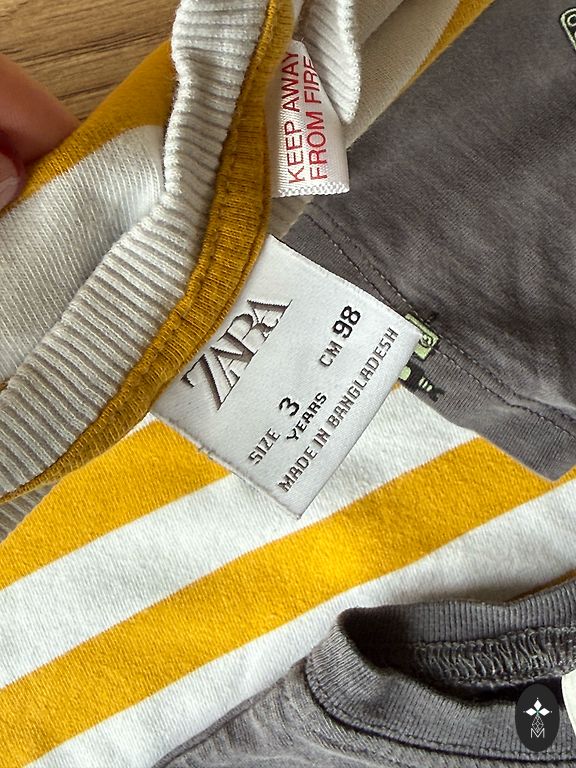 KEEP AWAY
FROM FIRE
ZARA
CM 98
SIZE 3
YEARS
MADE IN BANGLADESH
M